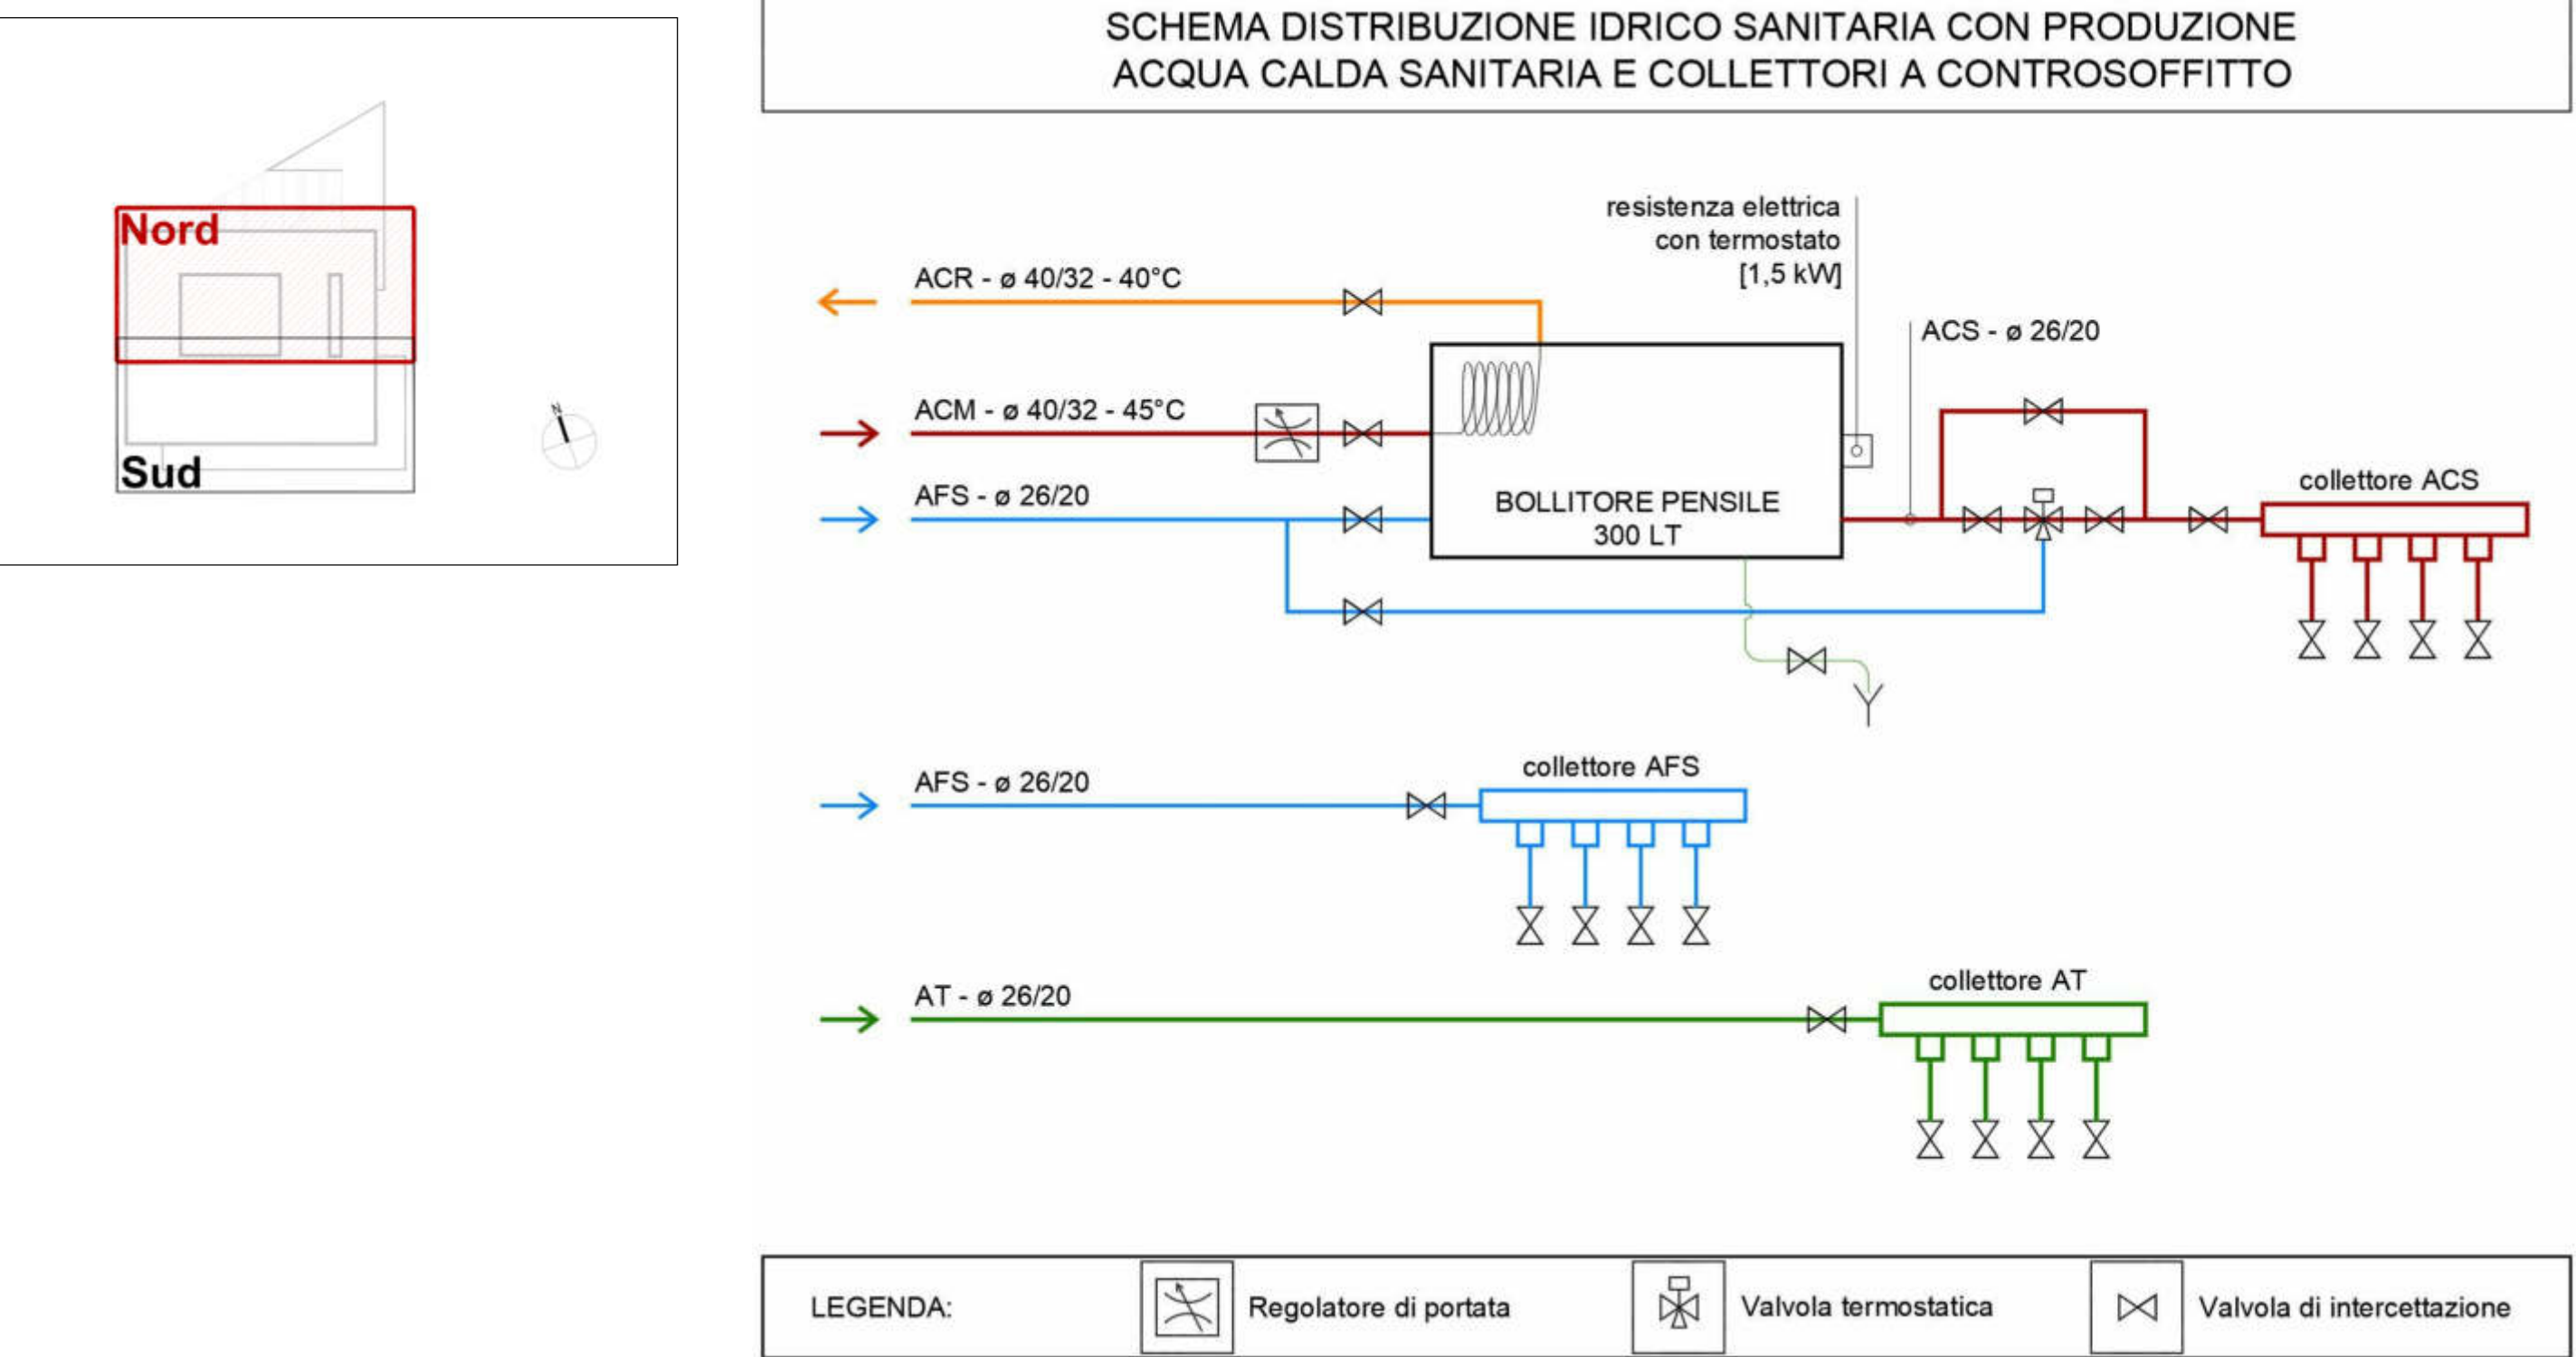 SCHEMA DISTRIBUZIONE IDRICO SANITARIA CON PRODUZIONE
ACQUA CALDA SANITARIA E COLLETTORI A CONTROSOFFITTO
Nord
Sud
N
resistenza elettrica
con termostato
[1,5 kW]
ACR - ø 40/32 - 40°C
ACS - ø 26/20
ACM - ø 40/32 - 45°C
collettore ACS
AFS - ø 26/20
BOLLITORE PENSILE
300 LT
collettore AFS
AFS - ø 26/20
collettore AT
AT - ø 26/20
LEGENDA:
Regolatore di portata
Valvola termostatica
Valvola di intercettazione